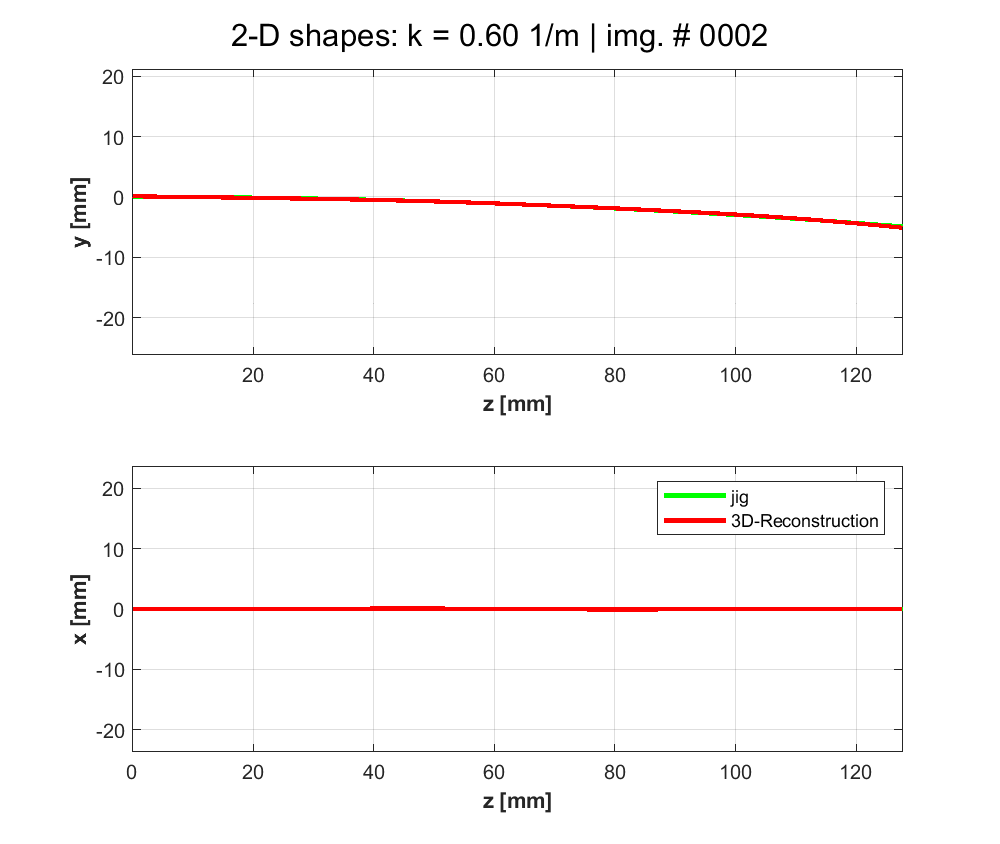 2-D shapes: k = 0.60 1/m | img. # 0002
20
10
0
-10
-20
y [mm]
20 40 60 80 100 120
z [mm]
20
10
0
-10
-20
x [mm]
jig
3D-Reconstruction
0 20 40 60 80 100 120
z [mm]